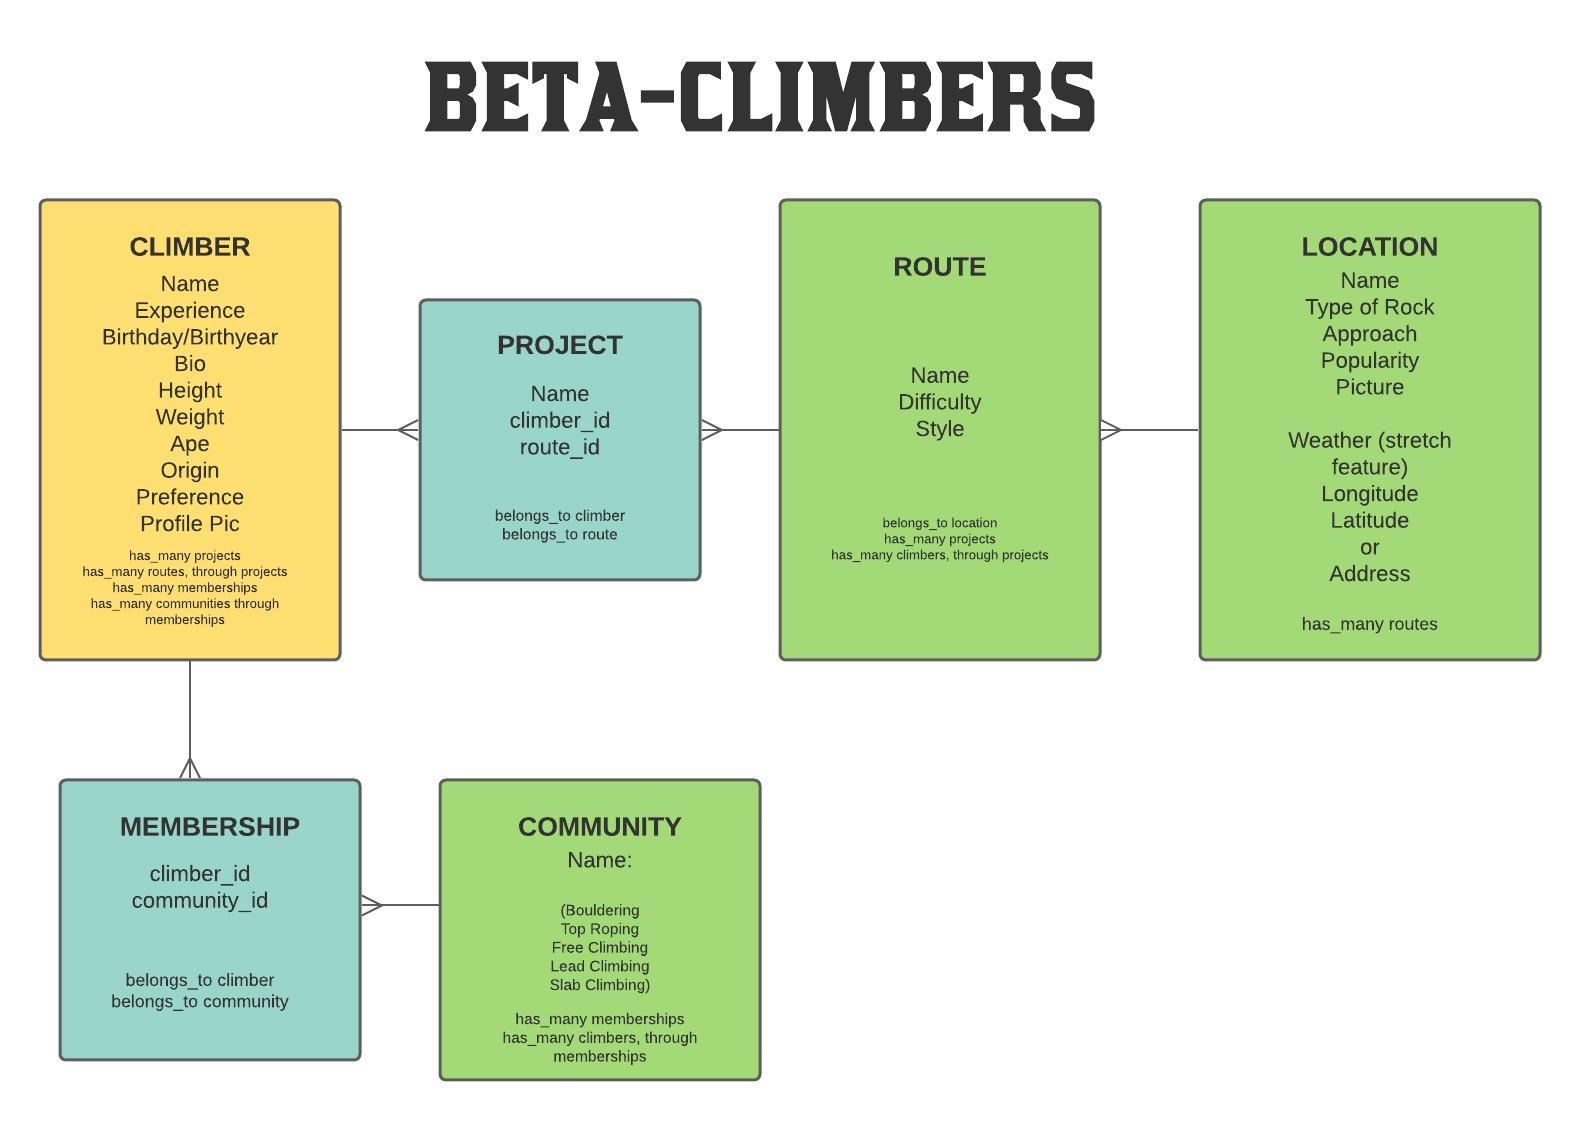 BETA-CLIMBERS
CLIMBER
Name
Experience
Birthday/Birthyear
Bio
Height
Weight
Ape
Origin
Preference
Profile Pic
has_many projects
has_many routes, through projects
has_many memberships
has_many communities through
memberships
PROJECT
Name
climber_id
route_id
belongs_to climber
belongs_to route
ROUTE
Name
Difficulty
Style
belongs_to location
has_many projects
has_many climbers, through projects
LOCATION
Name
Type of Rock
Approach
Popularity
Picture
Weather (stretch
feature)
Longitude
Latitude
or
Address
has_many routes
MEMBERSHIP
climber_id
community_id
belongs_to climber
belongs_to community
COMMUNITY
Name:
(Bouldering
Top Roping
Free Climbing
Lead Climbing
Slab Climbing)
has_many memberships
has_many climbers, through
memberships